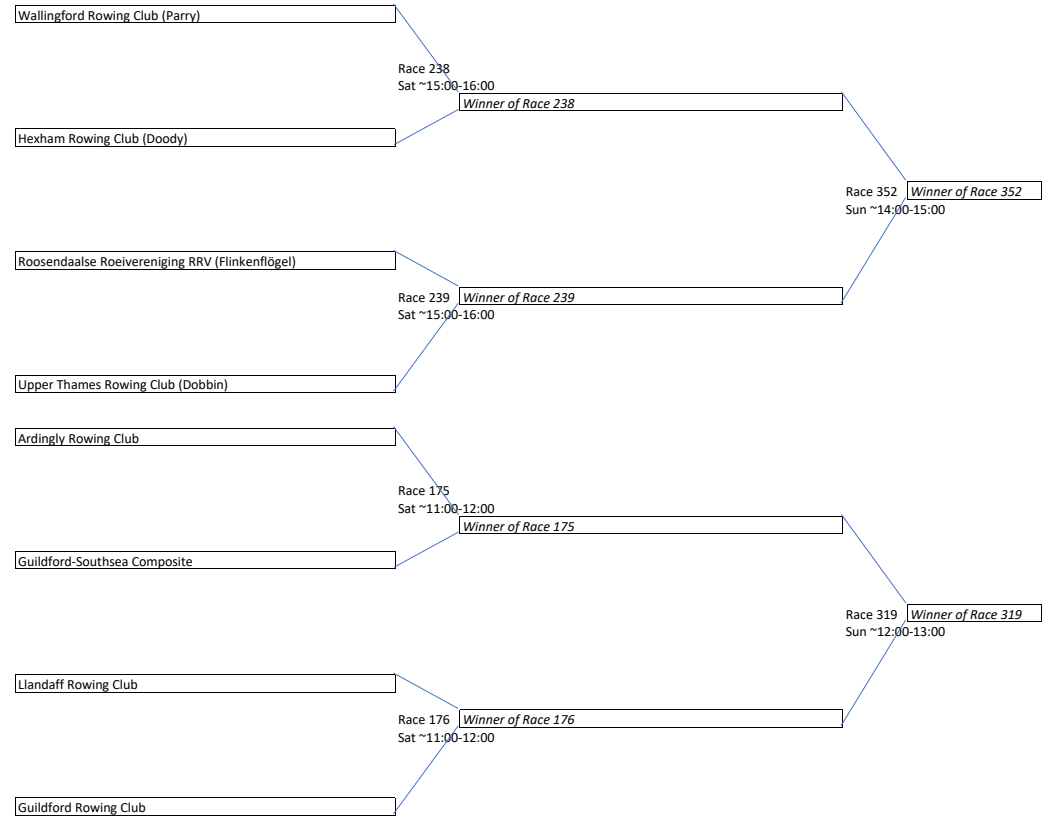 Wallingford Rowing Club (Parry)
Race 238
Sat ~15:00-16:00
Winner of Race 238
Hexham Rowing Club (Doody)
Race 352
Winner of Race 352
Sun ~14:00-15:00
Roosendaalse Roeivereniging RRV (Flinkenflögel)
Race 239
Winner of Race 239
Sat ~15:00-16:00
Upper Thames Rowing Club (Dobbin)
Ardingly Rowing Club
Race 175
Sat ~11:00-12:00
Winner of Race 175
Guildford-Southsea Composite
Race 319
Winner of Race 319
Sun ~12:00-13:00
Llandaff Rowing Club
Race 176
Winner of Race 176
Sat ~11:00-12:00
Guildford Rowing Club